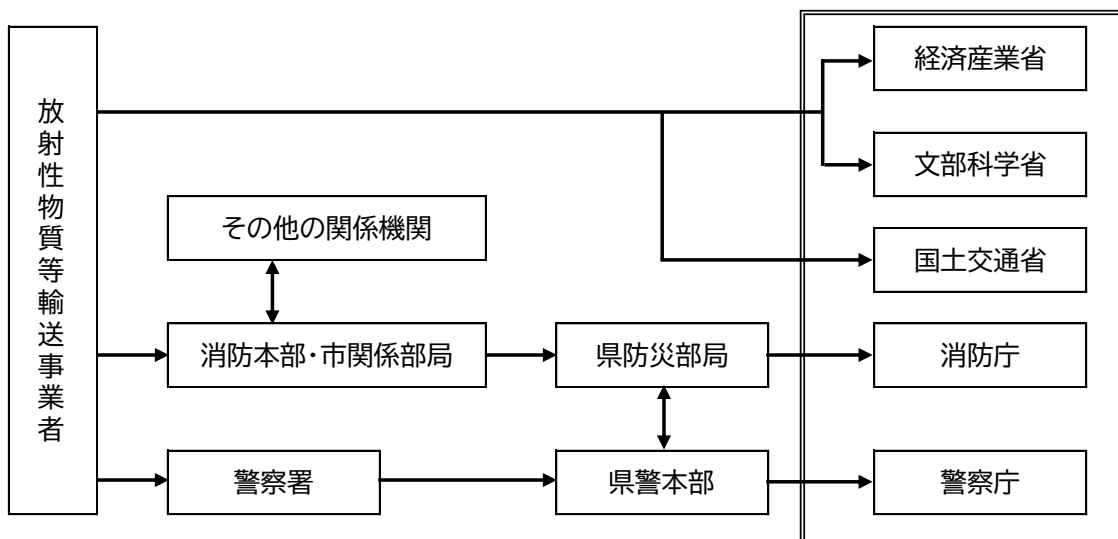 放射性物質等輸送事業者
経済産業省
文部科学省
その他の関係機関
国土交通省
消防本部・市関係部局
県防災部局
消防庁
警察署
県警本部
警察庁